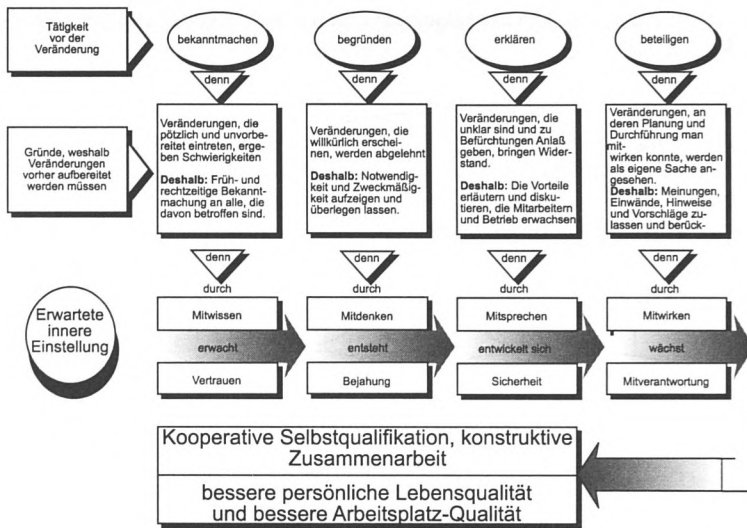 Tätigkeit
vor der
Veränderung
bekanntmachen
begründen
erklären
beteiligen
denn
denn
denn
denn
Gründe, weshalb
Veränderungen
vorher aufbereitet
werden müssen
Veränderungen, die
pötzlich und unvorbe-
reitet eintreten, erge-
ben Schwierigkeiten
Deshalb: Früh- und
rechtzeitige Bekannt-
machung an alle, die
davon betroffen sind.
Veränderungen, die
willkürlich erschei-
nen, werden abgelehnt
Deshalb: Notwendig-
keit und Zweckmäßig-
keit aufzeigen und
überlegen lassen.
Veränderungen, die
unklar sind und zu
Befürchtungen Anlaß
geben, bringen Wider-
stand.
Deshalb: Die Vorteile
erläutern und disku-
tieren, die Mitarbeitern
und Betrieb erwachsen
Veränderungen, an
deren Planung und
Durchführung man
mit-
wirken konnte, werden
als eigene Sache an-
gesehen.
Deshalb: Meinungen,
Einwände, Hinweise
und Vorschläge zu-
lassen und berück-
denn
denn
denn
denn
durch
durch
durch
durch
Erwartete
innere
Einstellung
Mitwissen
Mitdenken
Mitsprechen
Mitwirken
erwacht
entsteht
entwickelt sich
wächst
Vertrauen
Bejahung
Sicherheit
Mitverantwortung
Kooperative Selbstqualifikation, konstruktive
Zusammenarbeit
bessere persönliche Lebensqualität
und bessere Arbeitsplatz-Qualität